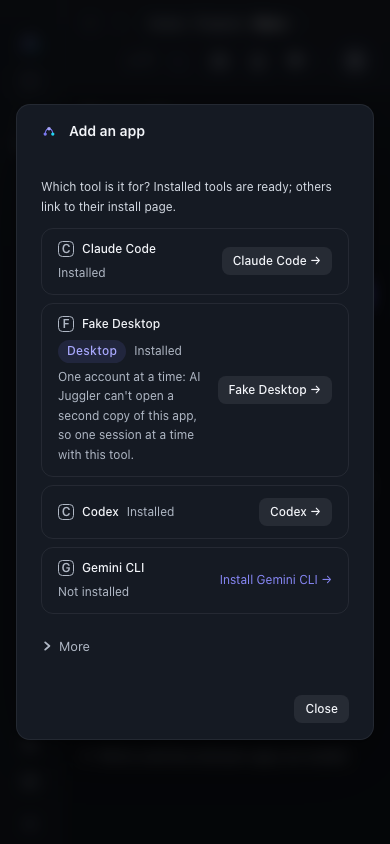 Add an app
Which tool is it for? Installed tools are ready; others
link to their install page.
C Claude Code
Installed
Claude Code →
F Fake Desktop
Desktop Installed
One account at a time: AI
Juggler can't open a
second copy of this app,
so one session at a time
with this tool.
Fake Desktop →
C Codex Installed
Codex →
G Gemini CLI
Not installed
Install Gemini CLI →
More
Close